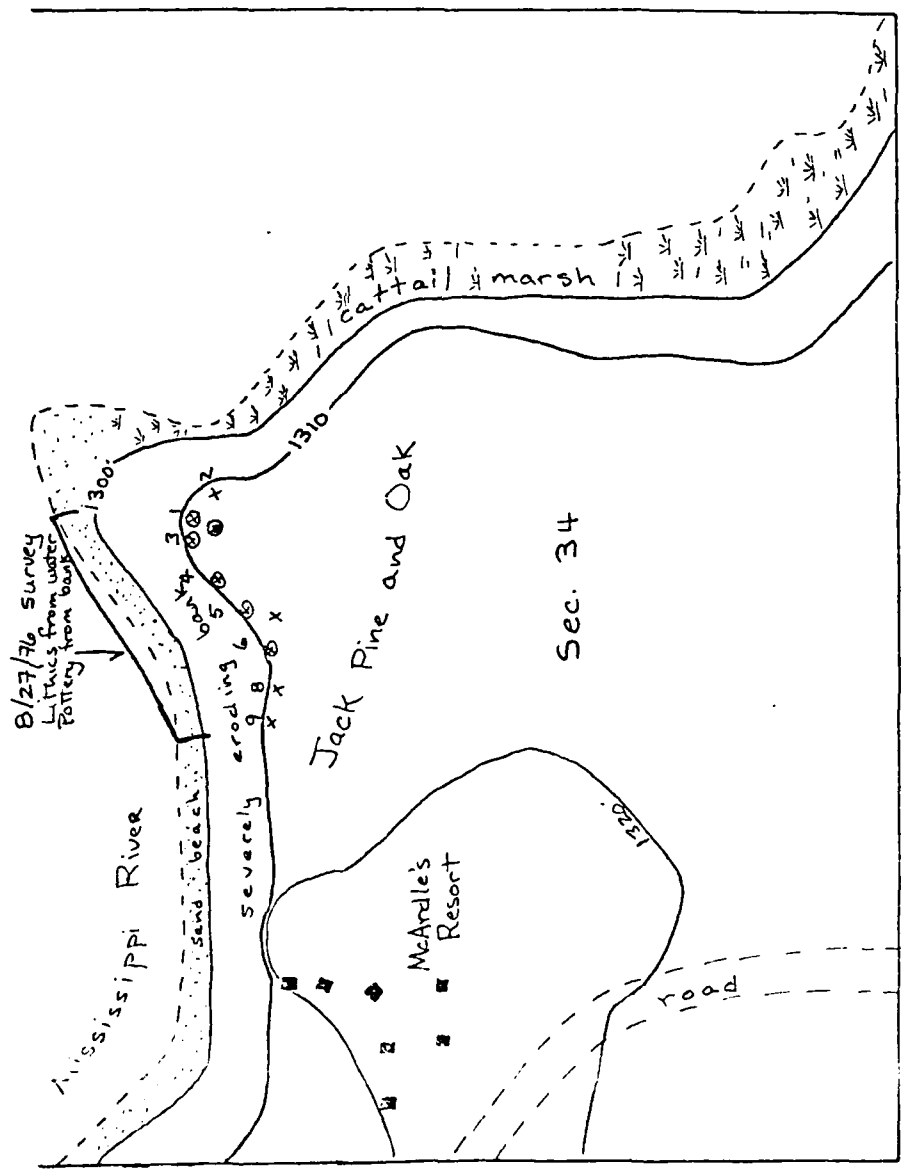 8/27/76 survey
Lithics from water
Pottery from bank
Mississippi River
sand beach
severely eroding bank
1300'
1310
1320'
1
2
3
4
5
6
8
9
cattail marsh
Jack Pine and Oak
Sec. 34
McArdle's
Resort
road